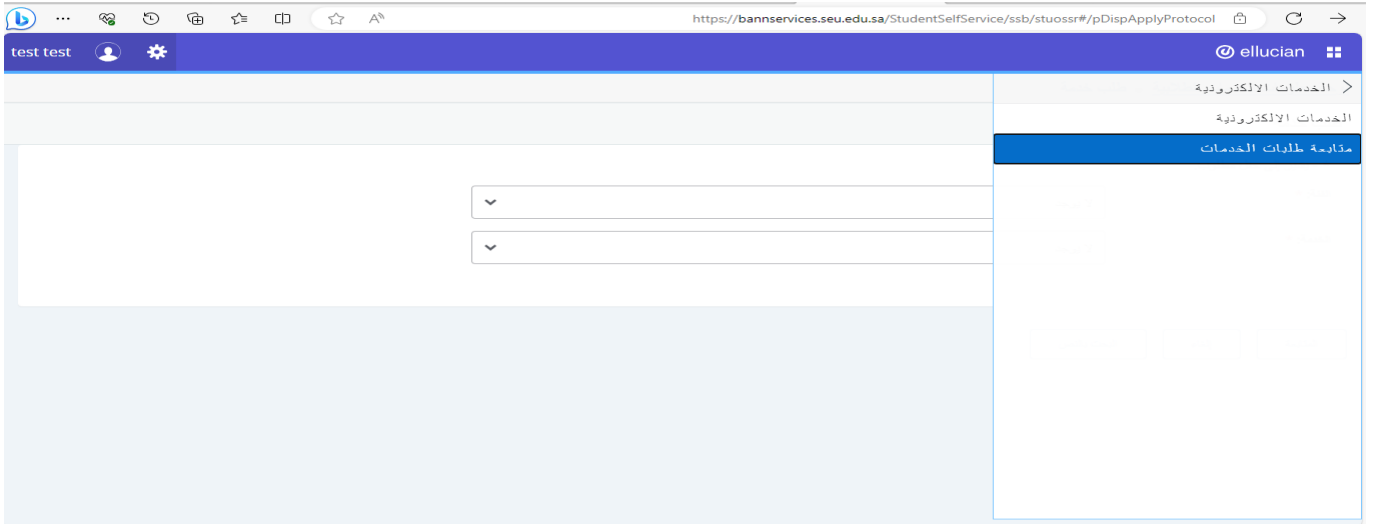 https://bannservices.seu.edu.sa/StudentSelfService/ssb/stuossr#/pDispApplyProtocol
test test
ellucian
الخدمات الالكترونية
الخدمات الالكترونية
متابعة طلبات الخدمات